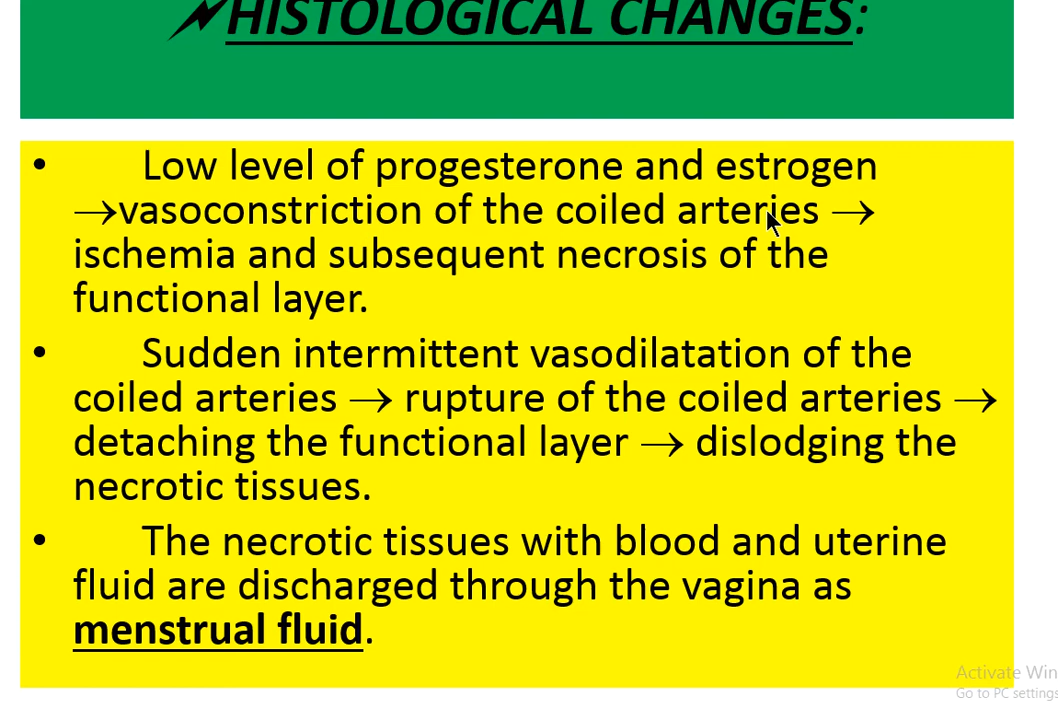 HISTOLOGICAL CHANGES:
• Low level of progesterone and estrogen
→vasoconstriction of the coiled arteries →
ischemia and subsequent necrosis of the
functional layer.
• Sudden intermittent vasodilatation of the
coiled arteries → rupture of the coiled arteries →
detaching the functional layer → dislodging the
necrotic tissues.
• The necrotic tissues with blood and uterine
fluid are discharged through the vagina as
menstrual fluid.
Activate Win
Go to PC settings